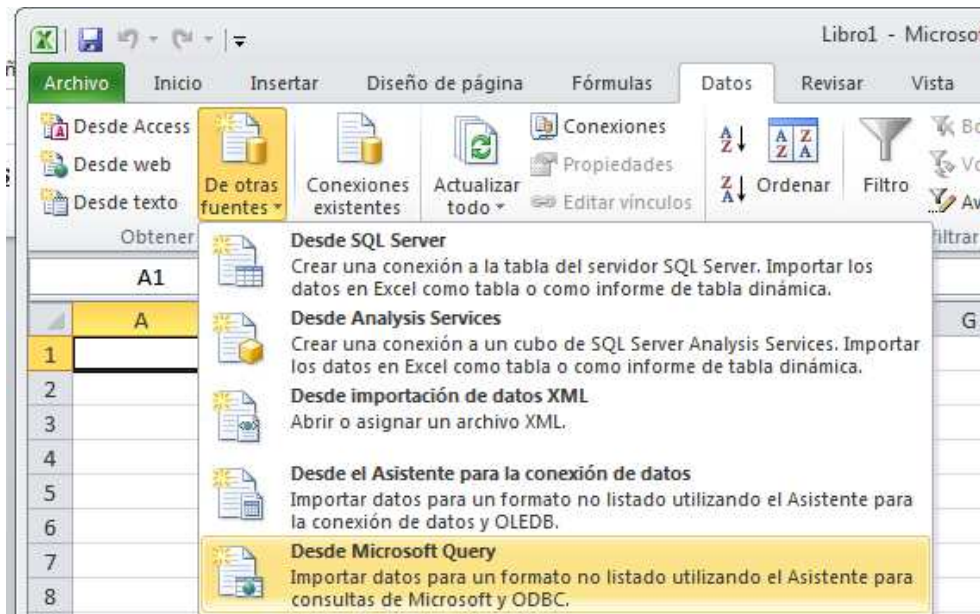 Libro1 - Microsof
Archivo Inicio Insertar Diseño de página Fórmulas Datos Revisar Vista
Desde Access
Desde web
Desde texto
De otras
fuentes
Conexiones
existentes
Actualizar
todo
Conexiones
Propiedades
Editar vínculos
Ordenar
Filtro
Obtener
filtrar
A1
A G
1
2
3
4
5
6
7
8
Desde SQL Server
Crear una conexión a la tabla del servidor SQL Server. Importar los
datos en Excel como tabla o como informe de tabla dinámica.
Desde Analysis Services
Crear una conexión a un cubo de SQL Server Analysis Services. Importar
los datos en Excel como tabla o como informe de tabla dinámica.
Desde importación de datos XML
Abrir o asignar un archivo XML.
Desde el Asistente para la conexión de datos
Importar datos para un formato no listado utilizando el Asistente para
la conexión de datos y OLEDB.
Desde Microsoft Query
Importar datos para un formato no listado utilizando el Asistente para
consultas de Microsoft y ODBC.